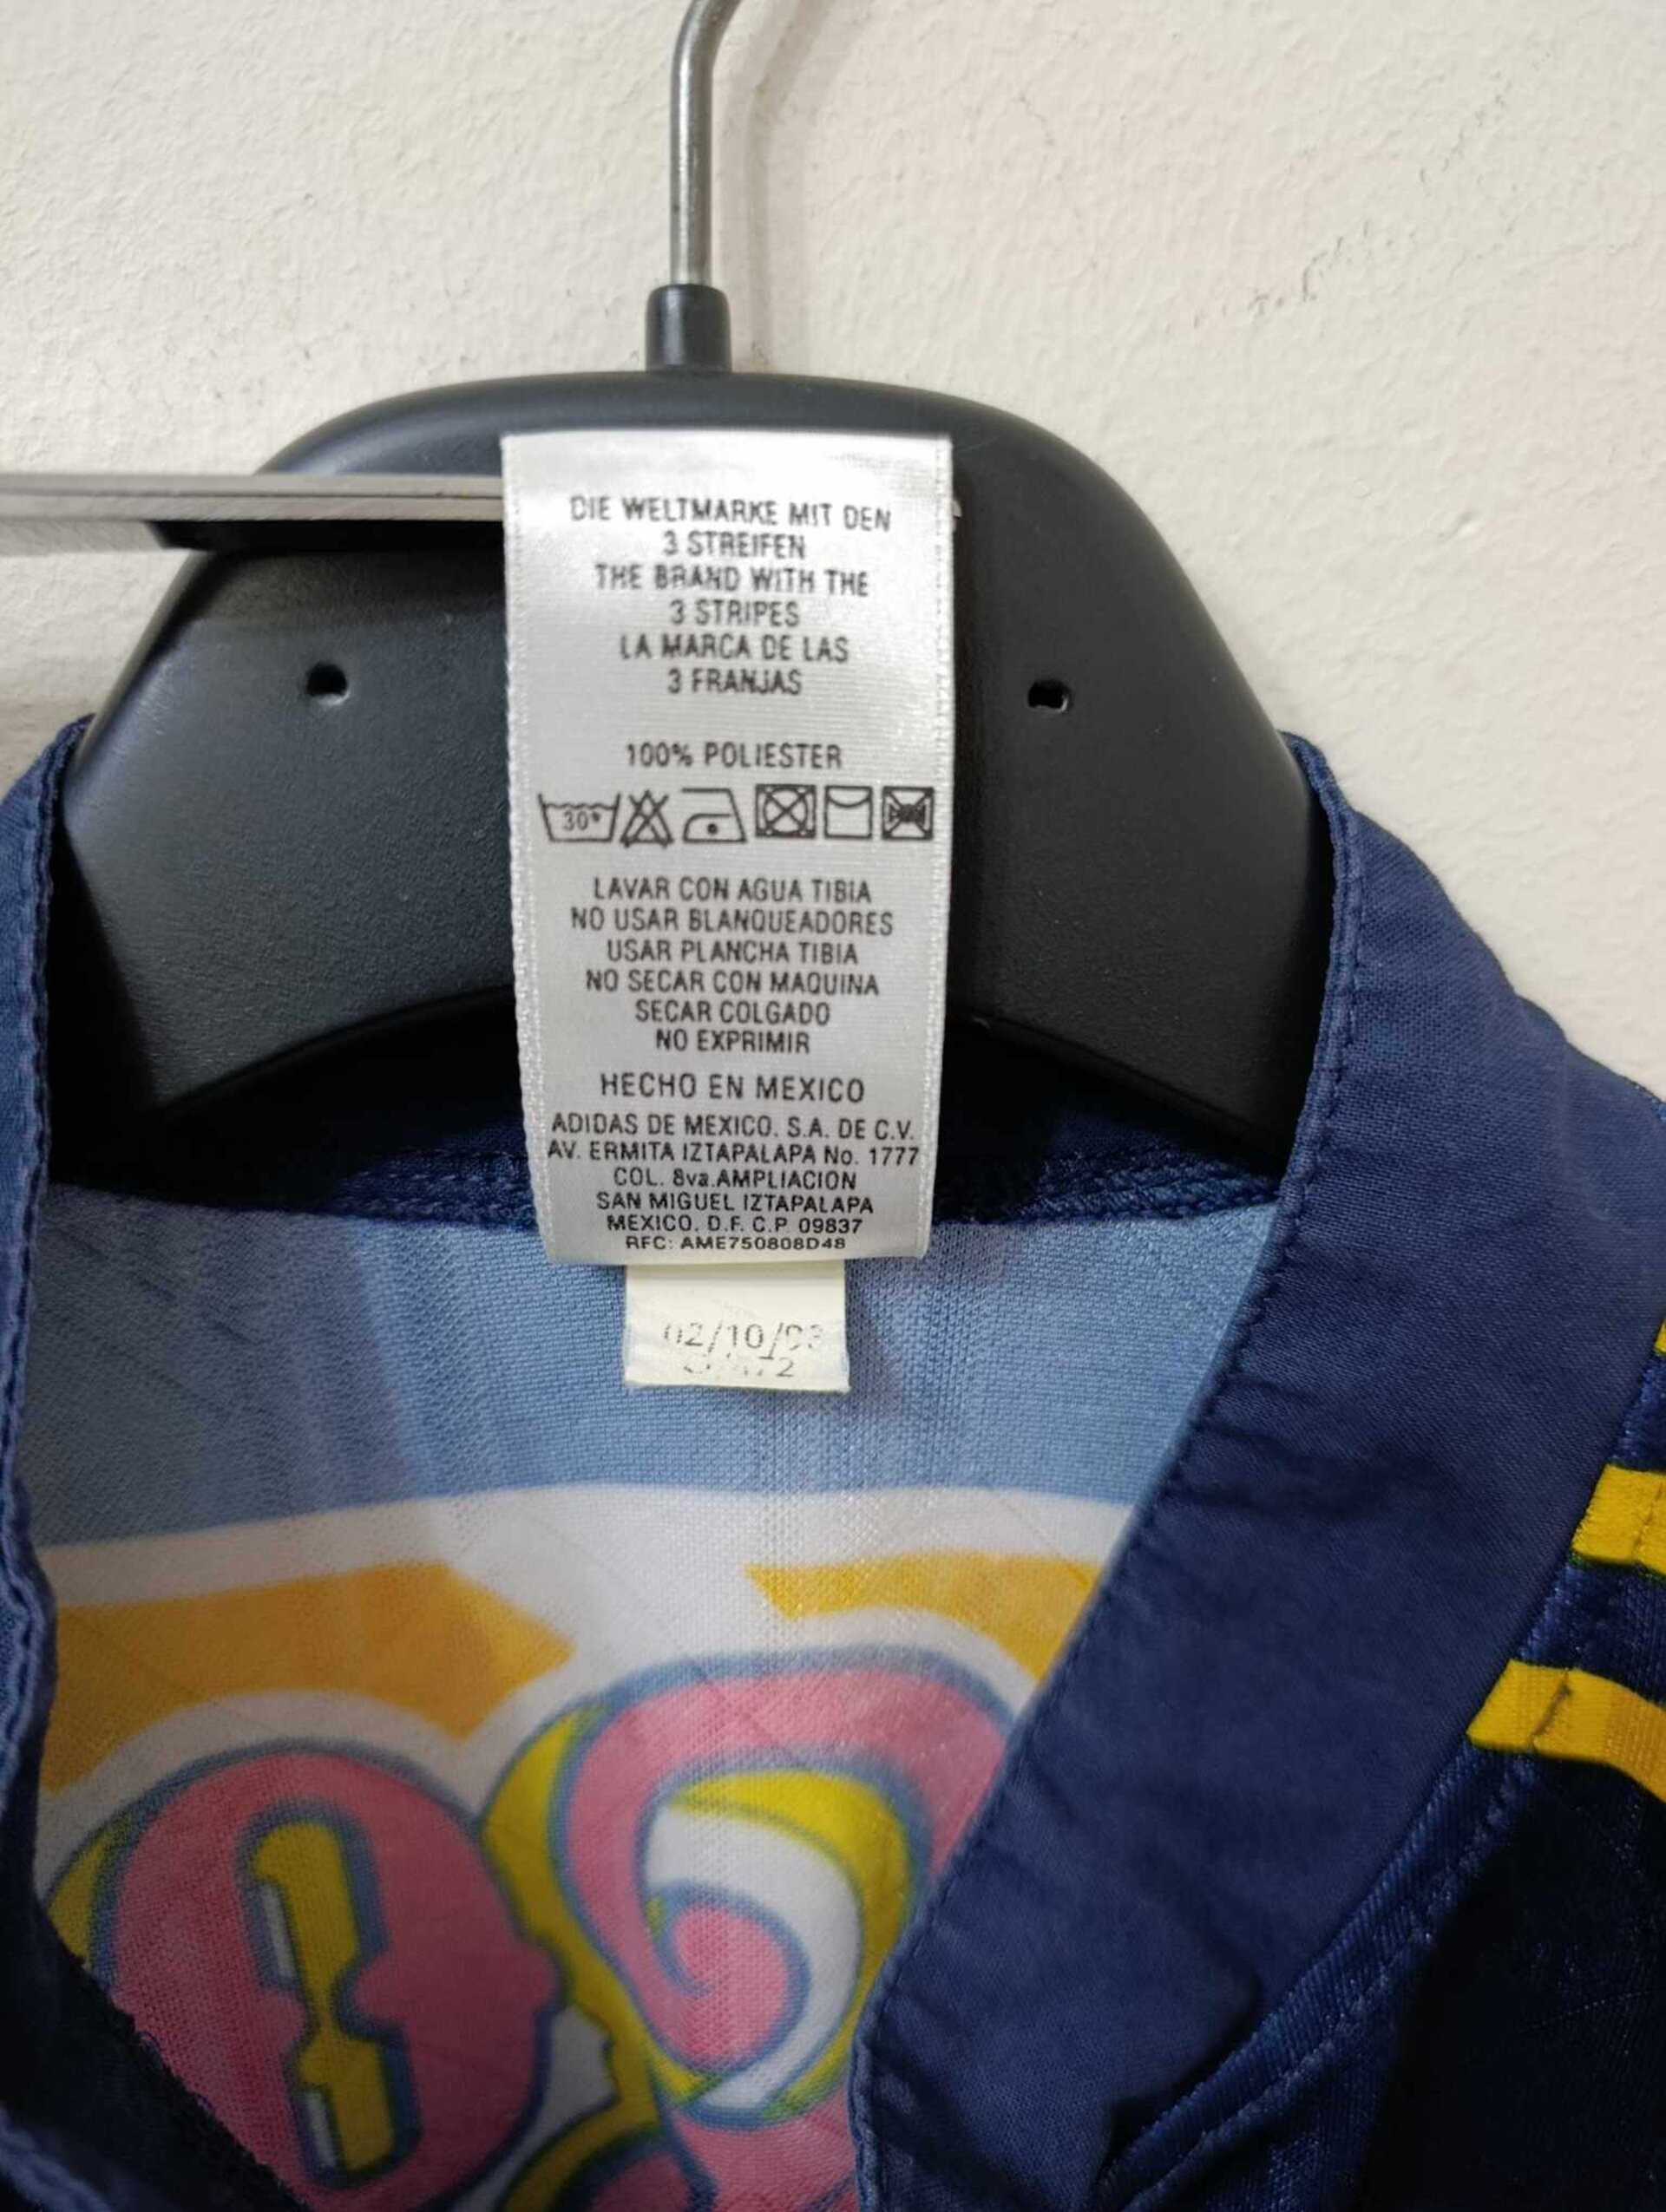 DIE WELTMARKE MIT DEN
3 STREIFEN
THE BRAND WITH THE
3 STRIPES
LA MARCA DE LAS
3 FRANJAS
100% POLIESTER
30°
LAVAR CON AGUA TIBIA
NO USAR BLANQUEADORES
USAR PLANCHA TIBIA
NO SECAR CON MAQUINA
SECAR COLGADO
NO EXPRIMIR
HECHO EN MEXICO
ADIDAS DE MEXICO. S.A. DE C.V.
AV. ERMITA IZTAPALAPA No. 1777
COL. 8va.AMPLIACION
SAN MIGUEL IZTAPALAPA
MEXICO. D.F. C.P. 09837
RFC: AME750808D48